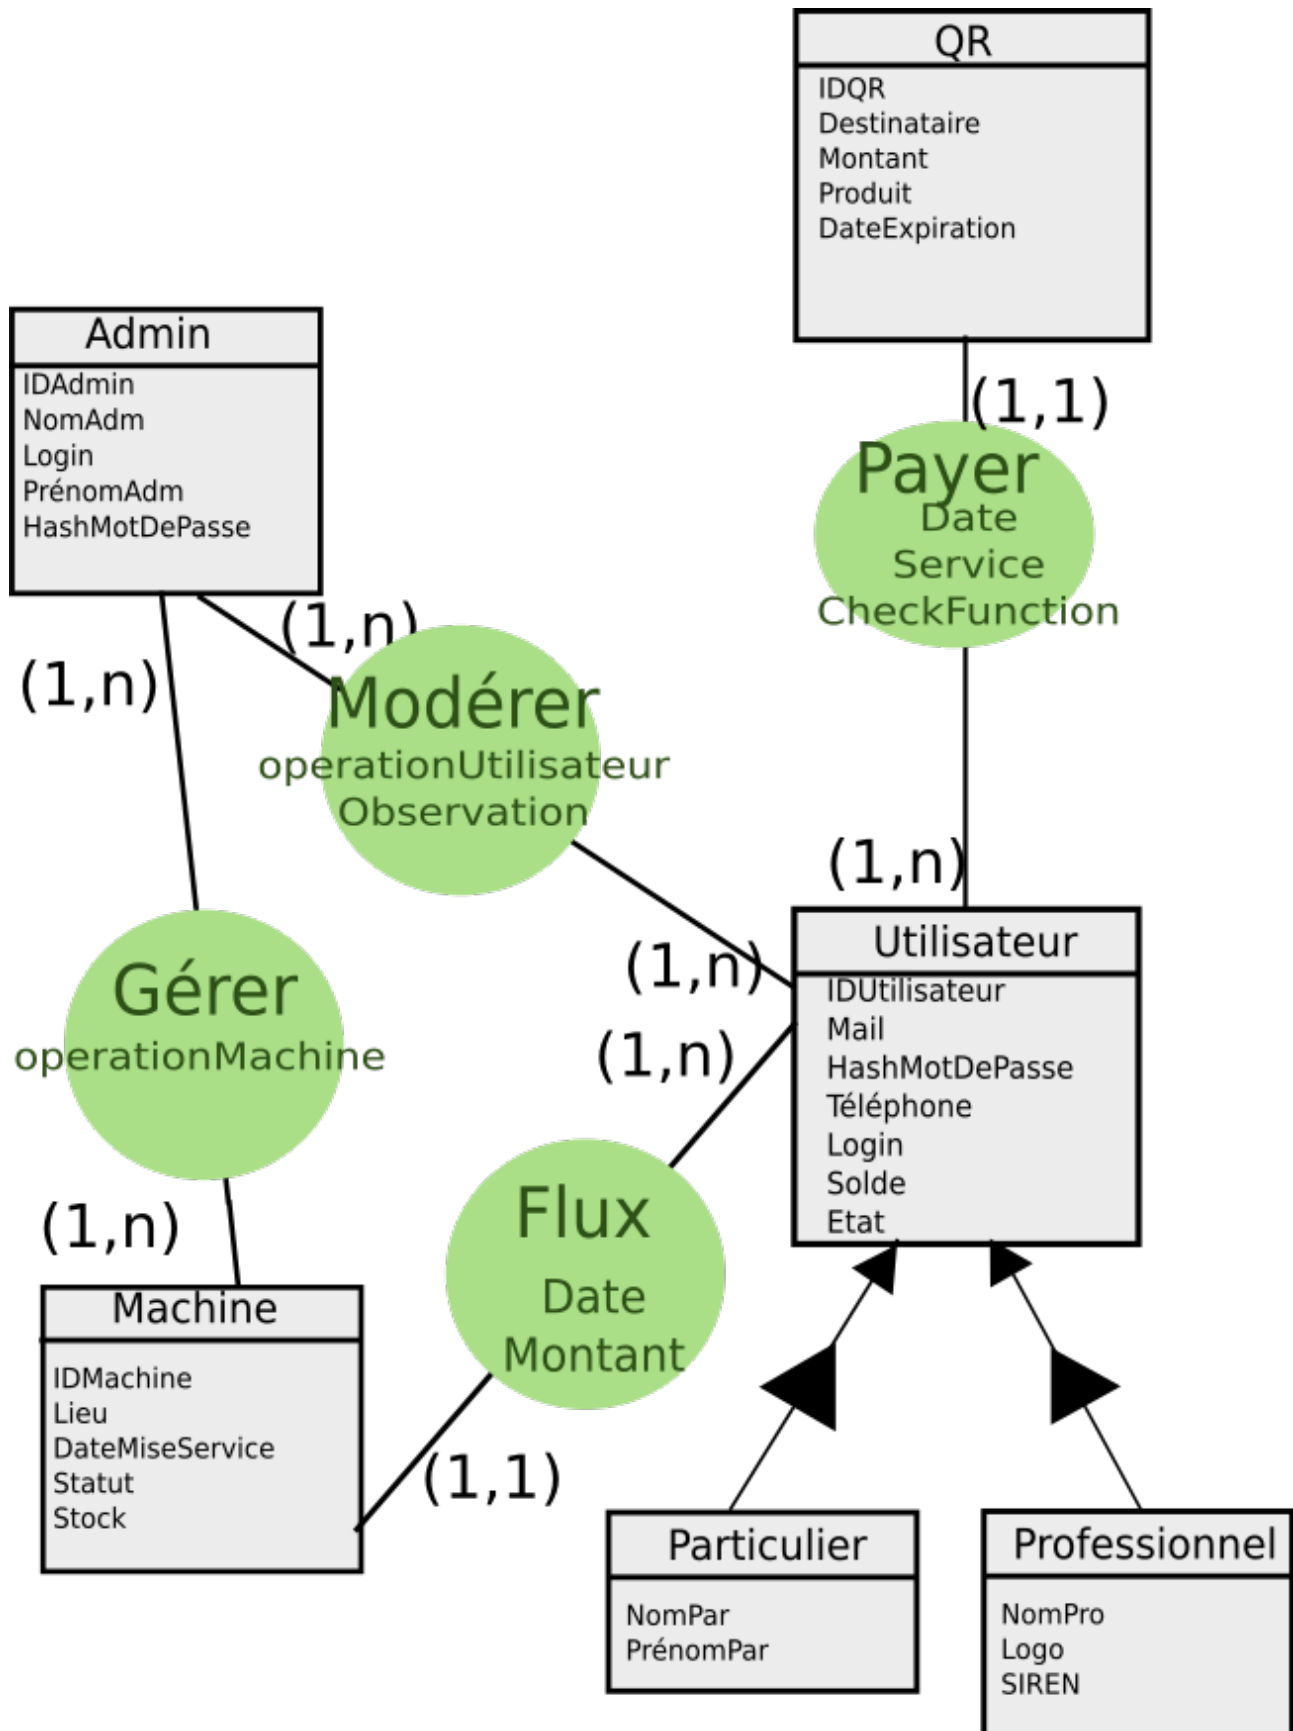 QR
IDQR
Destinataire
Montant
Produit
DateExpiration
(1,1)
Payer
Date
Service
CheckFunction
(1,n)
Admin
IDAdmin
NomAdm
Login
PrénomAdm
HashMotDePasse
(1,n)
(1,n)
Modérer
operationUtilisateur
Observation
(1,n)
Gérer
operationMachine
(1,n)
Utilisateur
IDUtilisateur
Mail
HashMotDePasse
Téléphone
Login
Solde
Etat
(1,n)
Flux
Date
Montant
(1,1)
Machine
IDMachine
Lieu
DateMiseService
Statut
Stock
Particulier
NomPar
PrénomPar
Professionnel
NomPro
Logo
SIREN